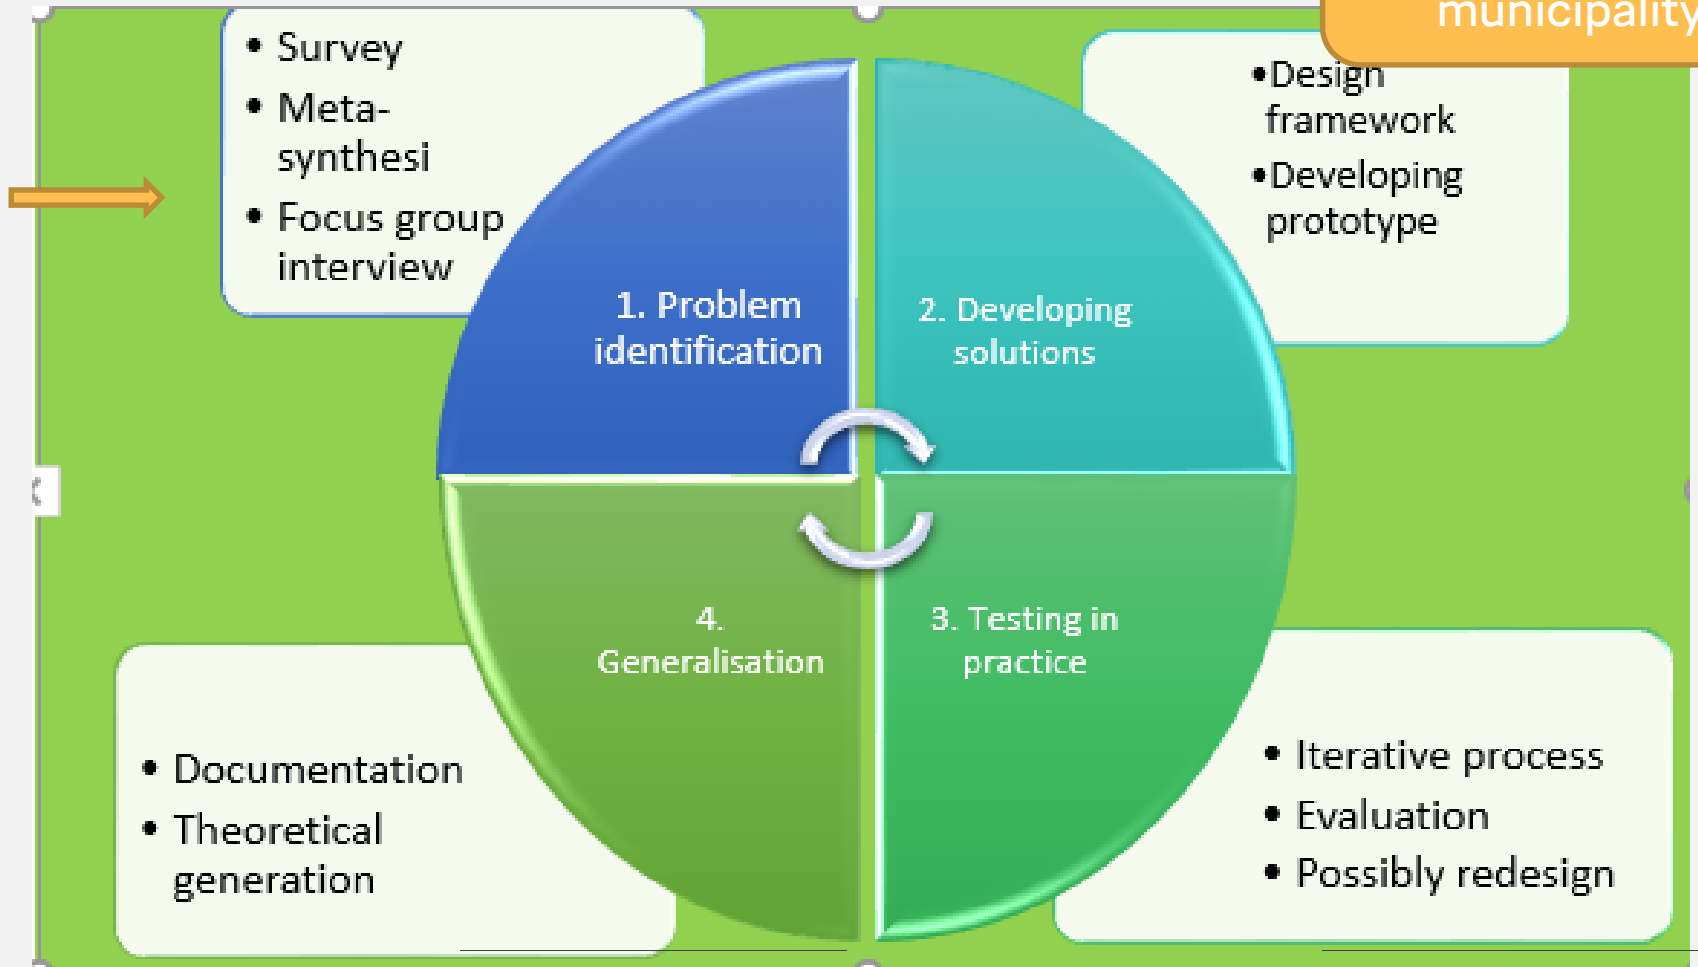 municipality
• Survey
• Meta-
synthesi
• Focus group
interview
•Design
framework
•Developing
prototype
1. Problem
identification
2. Developing
solutions
4.
Generalisation
3. Testing in
practice
• Documentation
• Theoretical
generation
• Iterative process
• Evaluation
• Possibly redesign